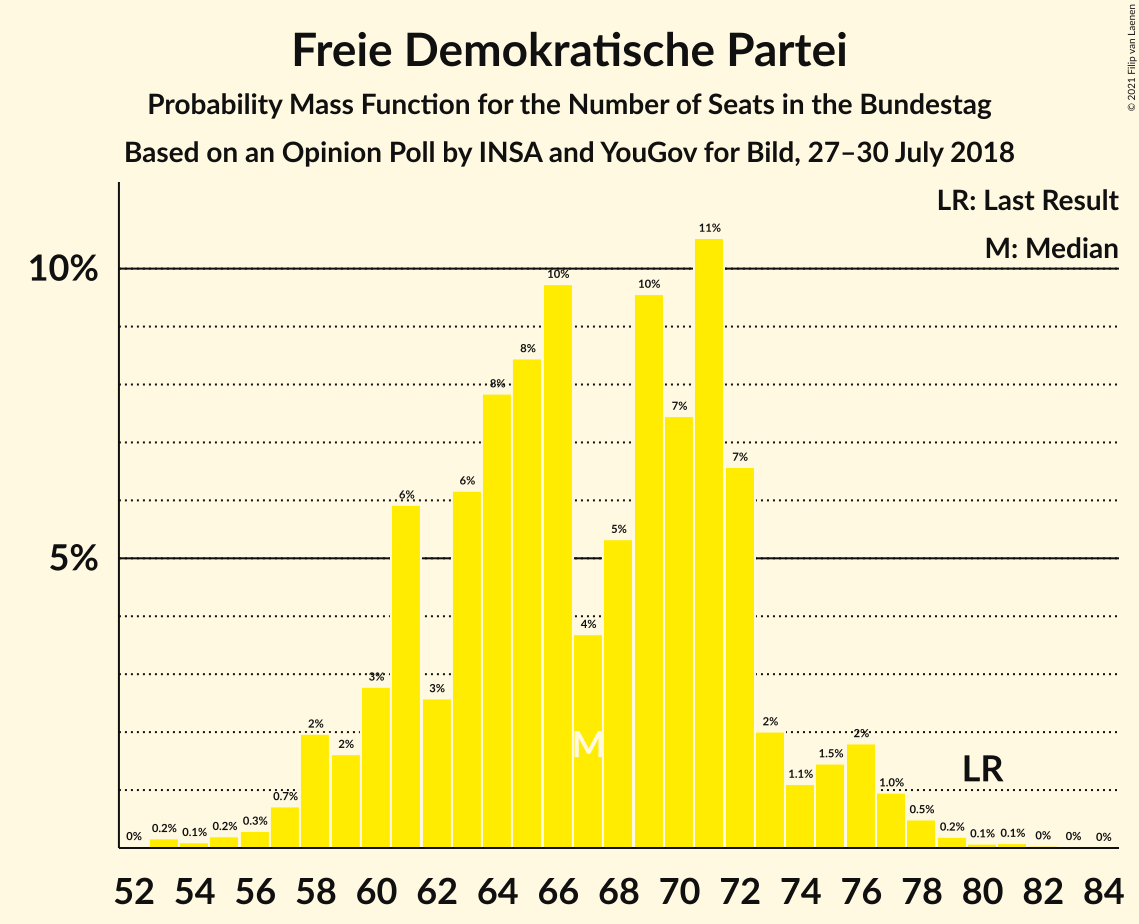 © 2021 Filip van Laenen
Freie Demokratische Partei
Probability Mass Function for the Number of Seats in the Bundestag
Based on an Opinion Poll by INSA and YouGov for Bild, 27–30 July 2018
LR: Last Result
M: Median
10%
5%
0% 0.2% 0.1% 0.2% 0.3% 0.7% 2% 2% 3% 6% 3% 6% 8% 8% 10% 4% 5% 10% 7% 11% 7% 2% 1.1% 1.5% 2% 1.0% 0.5% 0.2% 0.1% 0.1% 0% 0% 0%
M
LR
52 54 56 58 60 62 64 66 68 70 72 74 76 78 80 82 84